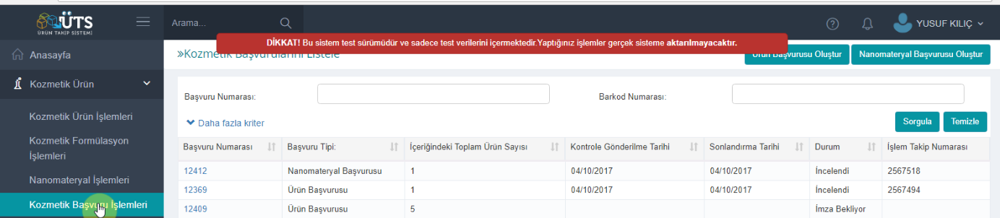 ÜTS
ÜRÜN TAKİP SİSTEMİ
Arama...
YUSUF KILIÇ
DİKKAT! Bu sistem test sürümüdür ve sadece test verilerini içermektedir.Yaptığınız işlemler gerçek sisteme aktarılmayacaktır.
Anasayfa
»Kozmetik Başvurularını Listele
Ürün Başvurusu Oluştur
Nanomateryal Başvurusu Oluştur
Kozmetik Ürün
Kozmetik Ürün İşlemleri
Kozmetik Formülasyon
İşlemleri
Nanomateryal İşlemleri
Kozmetik Başvuru İşlemleri
Başvuru Numarası:
Barkod Numarası:
Daha fazla kriter
Sorgula
Temizle
Başvuru Numarası Başvuru Tipi: İçeriğindeki Toplam Ürün Sayısı Kontrole Gönderilme Tarihi Sonlandırma Tarihi Durum İşlem Takip Numarası
12412 Nanomateryal Başvurusu 1 04/10/2017 04/10/2017 İncelendi 2567518
12369 Ürün Başvurusu 1 04/10/2017 04/10/2017 İncelendi 2567494
12409 Ürün Başvurusu 5 İmza Bekliyor